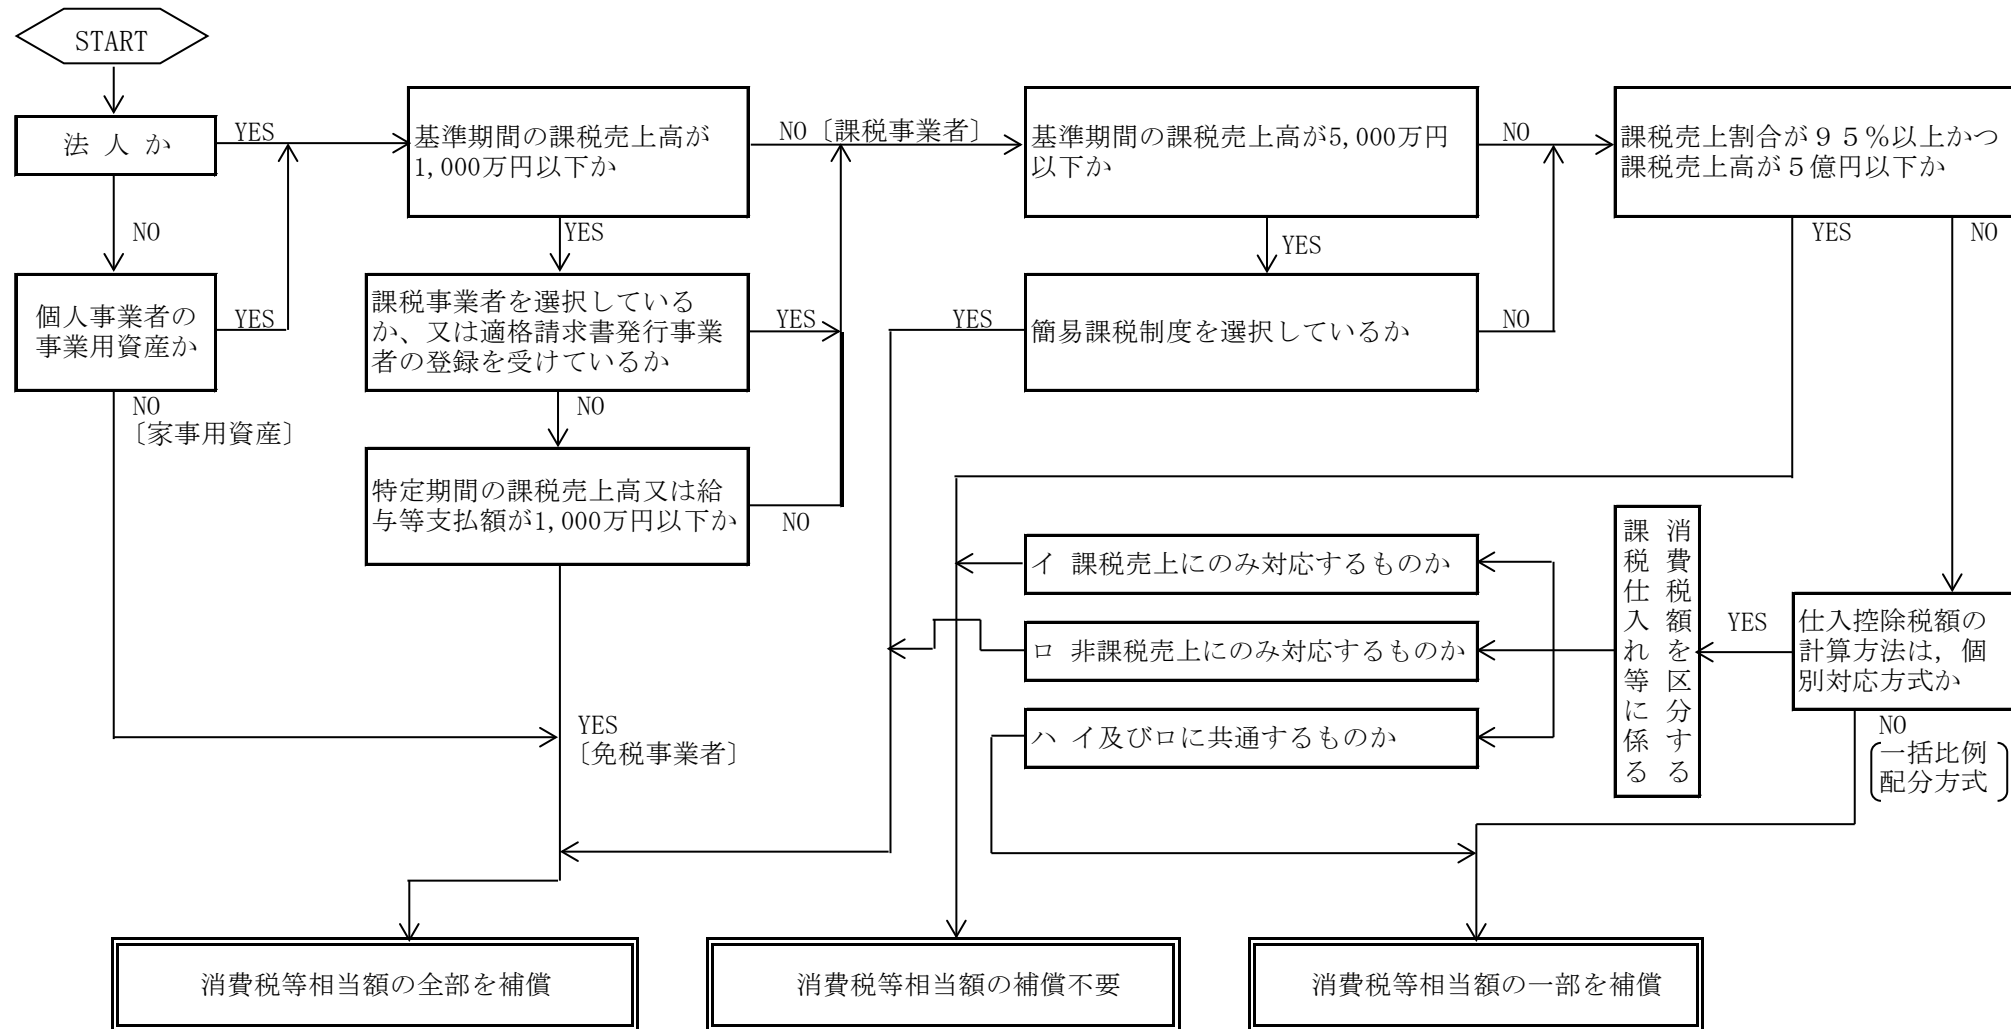 START
法 人 か
YES
NO
個人事業者の
事業用資産か
YES
NO
〔家事用資産〕
基準期間の課税売上高が
1,000万円以下か
NO〔課税事業者〕
YES
課税事業者を選択している
か、又は適格請求書発行事業
者の登録を受けているか
YES
NO
特定期間の課税売上高又は給
与等支払額が1,000万円以下か
NO
YES
〔免税事業者〕
基準期間の課税売上高が5,000万円
以下か
NO
YES
簡易課税制度を選択しているか
YES
NO
課税売上割合が９５％以上かつ
課税売上高が５億円以下か
YES
NO
仕入控除税額の
計算方法は，個
別対応方式か
YES
NO
一括比例
配分方式
課税仕入れ等に係る
消費税額を区分する
イ 課税売上にのみ対応するものか
ロ 非課税売上にのみ対応するものか
ハ イ及びロに共通するものか
消費税等相当額の全部を補償
消費税等相当額の補償不要
消費税等相当額の一部を補償